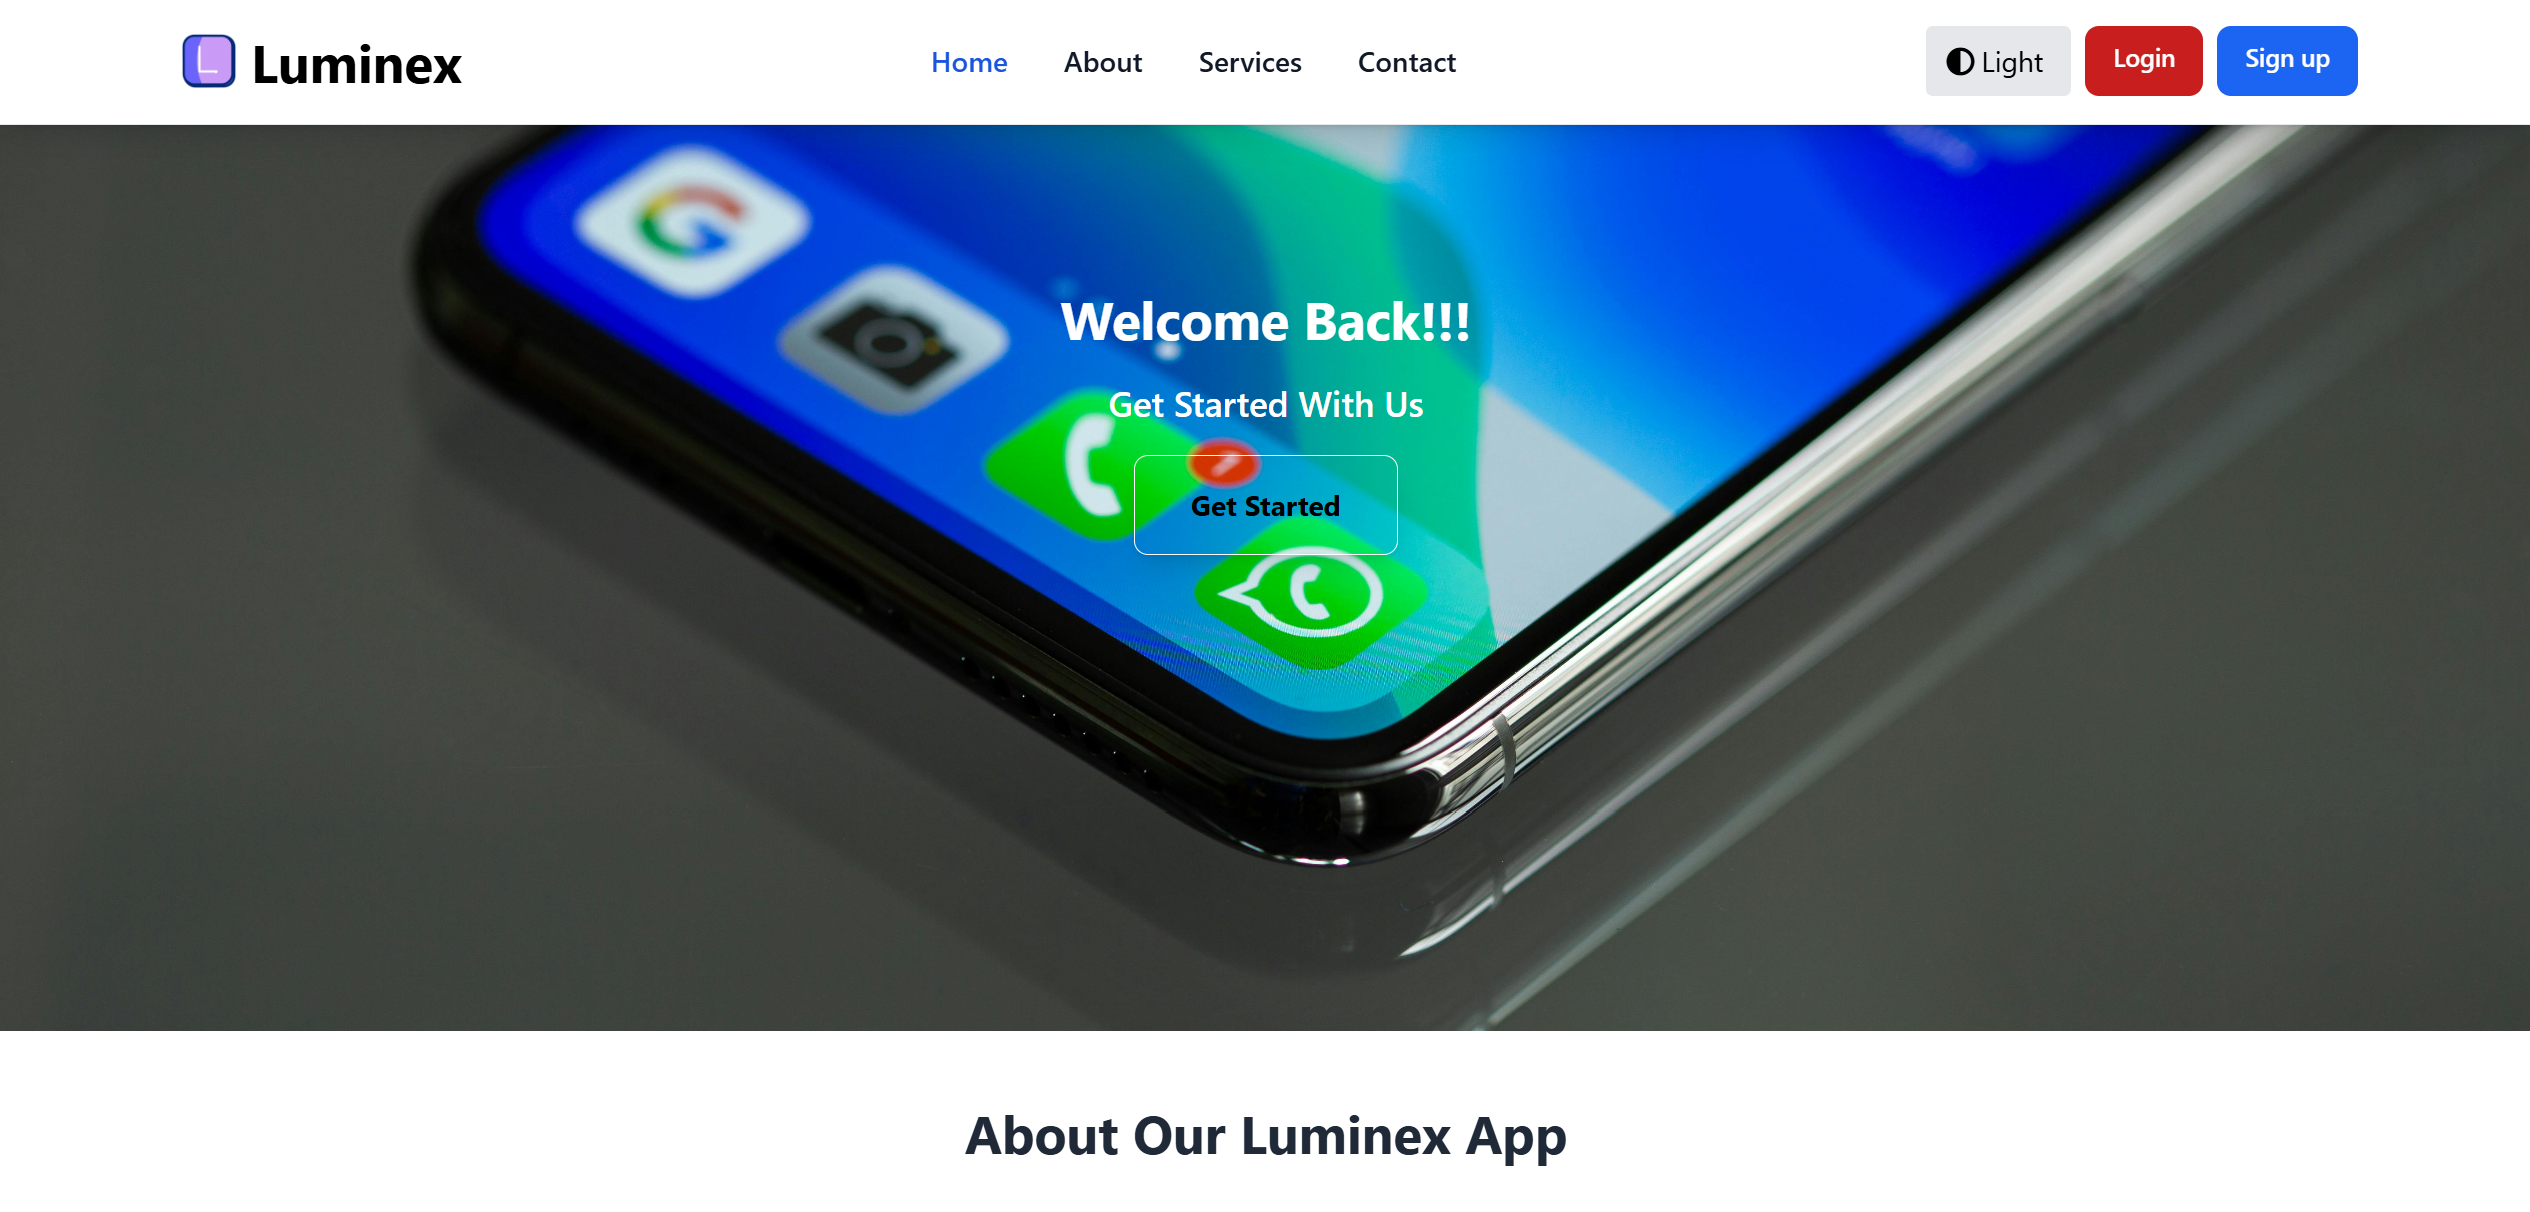 L Luminex
Home About Services Contact
Light Login Sign up
Welcome Back!!!
Get Started With Us
Get Started
About Our Luminex App